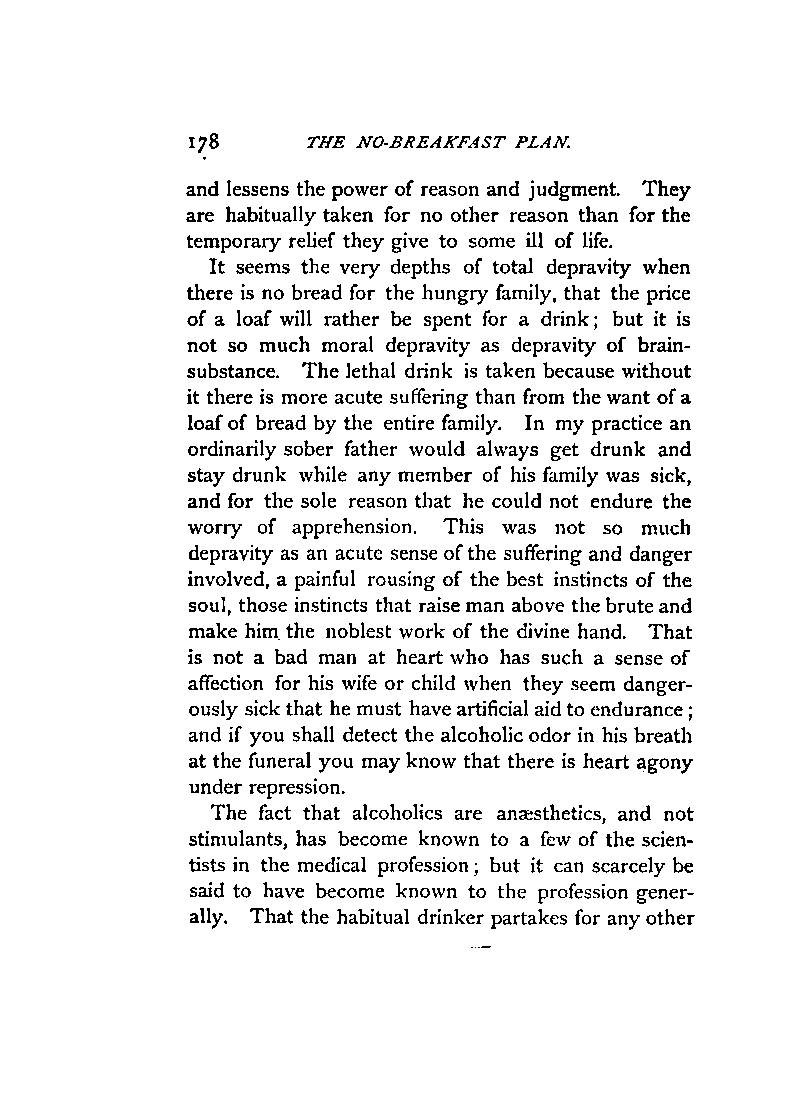 178 THE NO-BREAKFAST PLAN.
and lessens the power of reason and judgment. They
are habitually taken for no other reason than for the
temporary relief they give to some ill of life.
It seems the very depths of total depravity when
there is no bread for the hungry family, that the price
of a loaf will rather be spent for a drink; but it is
not so much moral depravity as depravity of brain-
substance. The lethal drink is taken because without
it there is more acute suffering than from the want of a
loaf of bread by the entire family. In my practice an
ordinarily sober father would always get drunk and
stay drunk while any member of his family was sick,
and for the sole reason that he could not endure the
worry of apprehension. This was not so much
depravity as an acute sense of the suffering and danger
involved, a painful rousing of the best instincts of the
soul, those instincts that raise man above the brute and
make him the noblest work of the divine hand. That
is not a bad man at heart who has such a sense of
affection for his wife or child when they seem danger-
ously sick that he must have artificial aid to endurance;
and if you shall detect the alcoholic odor in his breath
at the funeral you may know that there is heart agony
under repression.
The fact that alcoholics are anæsthetics, and not
stimulants, has become known to a few of the scien-
tists in the medical profession; but it can scarcely be
said to have become known to the profession gener-
ally. That the habitual drinker partakes for any other